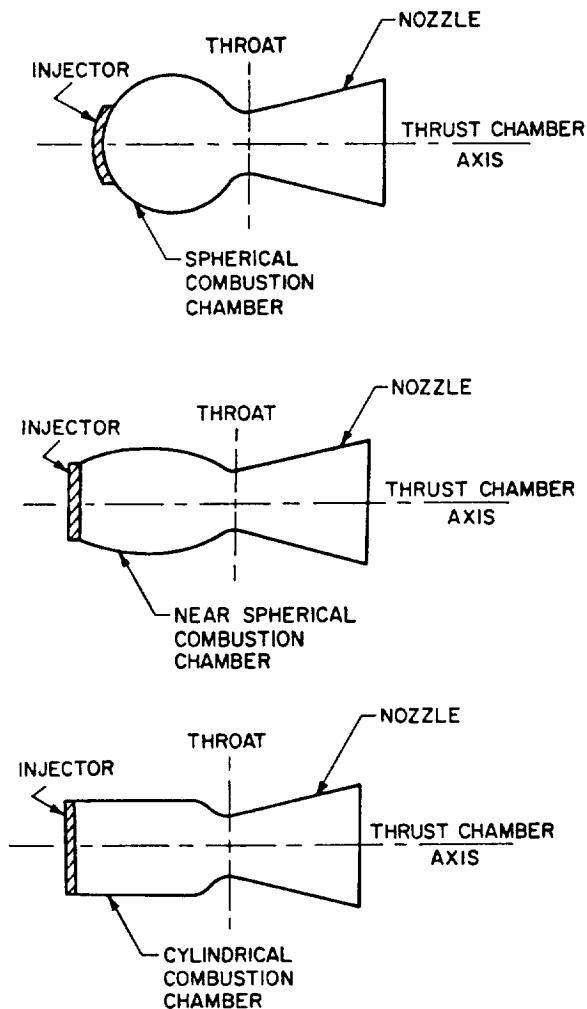 NOZZLE
THROAT
INJECTOR
THRUST CHAMBER
AXIS
SPHERICAL
COMBUSTION
CHAMBER
NOZZLE
THROAT
INJECTOR
THRUST CHAMBER
AXIS
NEAR SPHERICAL
COMBUSTION
CHAMBER
NOZZLE
THROAT
INJECTOR
THRUST CHAMBER
AXIS
CYLINDRICAL
COMBUSTION
CHAMBER